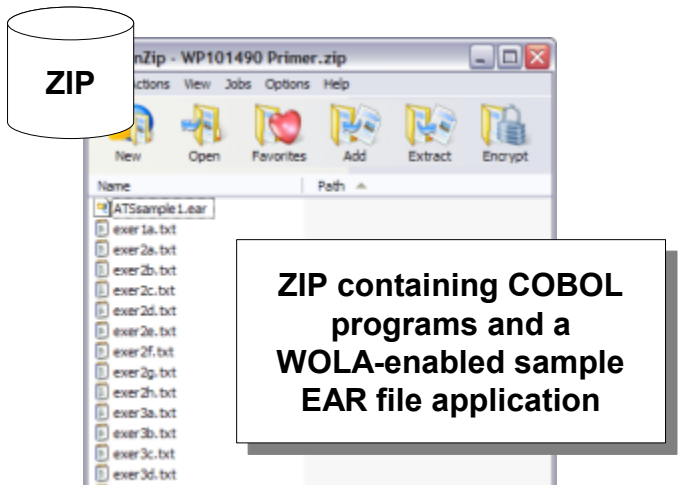 ZIP
nZip - WP101490 Primer.zip
ctions View Jobs Options Help
New Open Favorites Add Extract Encrypt
Name Path
ATSsample1.ear
exer1a.txt
exer2a.txt
exer2b.txt
exer2c.txt
exer2d.txt
exer2e.txt
exer2f.txt
exer2g.txt
exer2h.txt
exer3a.txt
exer3b.txt
exer3c.txt
exer3d.txt
ZIP containing COBOL
programs and a
WOLA-enabled sample
EAR file application